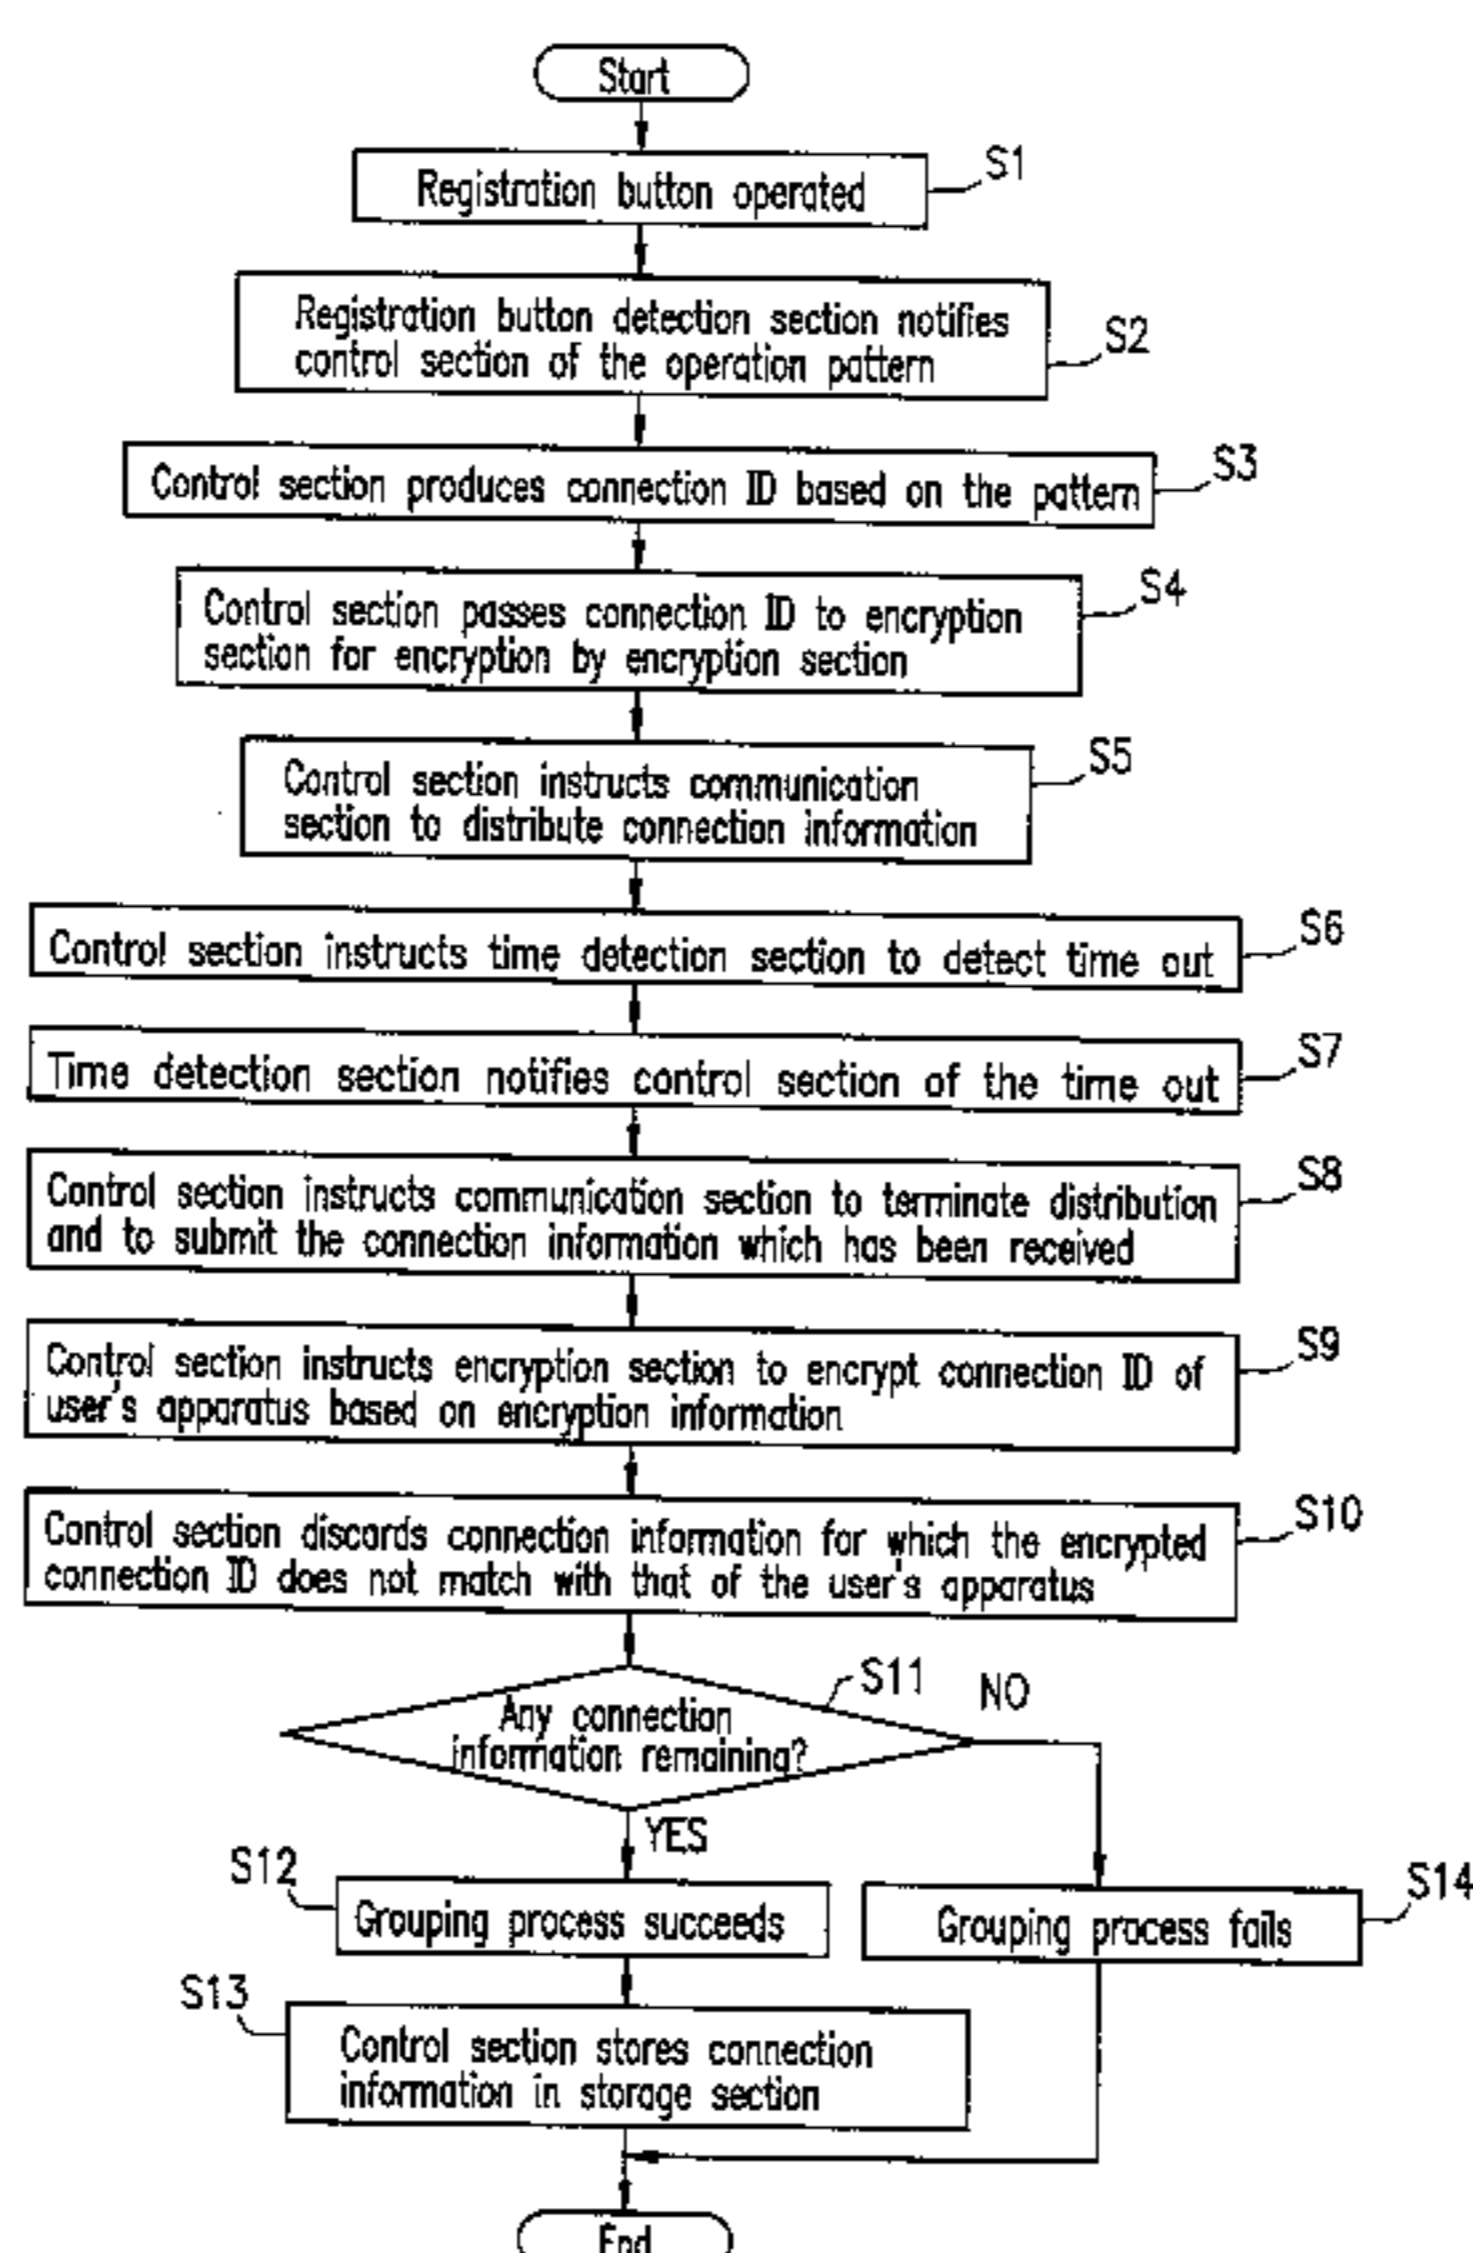 Start
Registration button operated
S1
Registration button detection section notifies
control section of the operation pattern
S2
Control section produces connection ID based on the pattern
S3
Control section passes connection ID to encryption
section for encryption by encryption section
S4
Control section instructs communication
section to distribute connection information
S5
Control section instructs time detection section to detect time out
S6
Time detection section notifies control section of the time out
S7
Control section instructs communication section to terminate distribution
and to submit the connection information which has been received
S8
Control section instructs encryption section to encrypt connection ID of
user's apparatus based on encryption information
S9
Control section discards connection information for which the encrypted
connection ID does not match with that of the user's apparatus
S10
Any connection
information remaining?
S11
NO
YES
S12
Grouping process succeeds
Grouping process fails
S14
S13
Control section stores connection
information in storage section
End